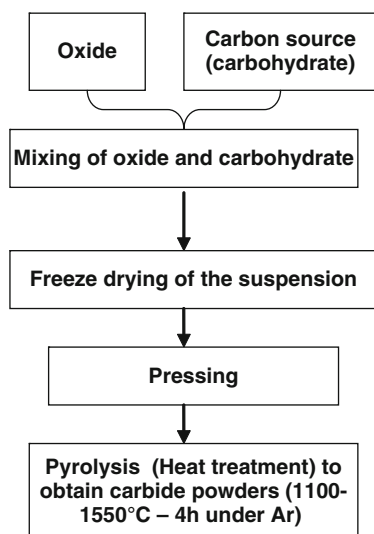 Oxide
Carbon source
(carbohydrate)
Mixing of oxide and carbohydrate
Freeze drying of the suspension
Pressing
Pyrolysis (Heat treatment) to
obtain carbide powders (1100-
1550°C – 4h under Ar)